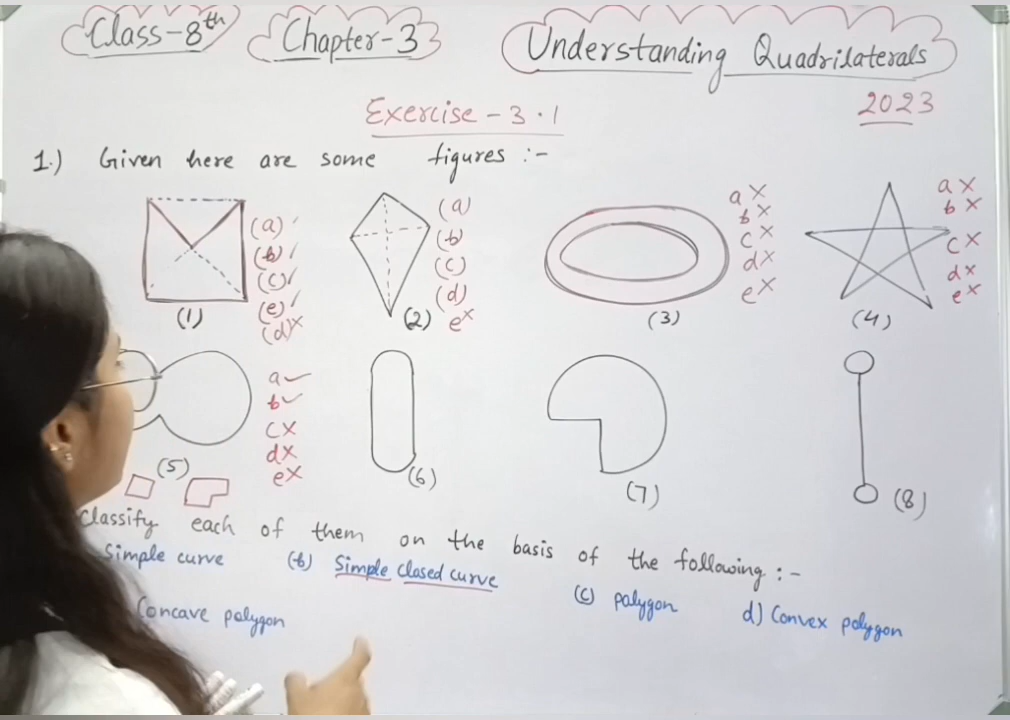 Class-8th Chapter-3 Understanding Quadrilaterals
2023
Exercise - 3.1
1.) Given here are some figures :-
(a) ✓
(b) ✓
(c) ✓
(e) ✓
(d) ×
(1)
(a)
(b)
(c)
(d)
e ×
(2)
a ×
b ×
c ×
d ×
e ×
(3)
a ×
b ×
c ×
d ×
e ×
(4)
a ✓
b ✓
c ×
d ×
e ×
(5)
(6)
(7)
(8)
Classify each of them on the basis of the following :-
Simple curve (b) Simple closed curve (c) polygon d) Convex polygon
Concave polygon